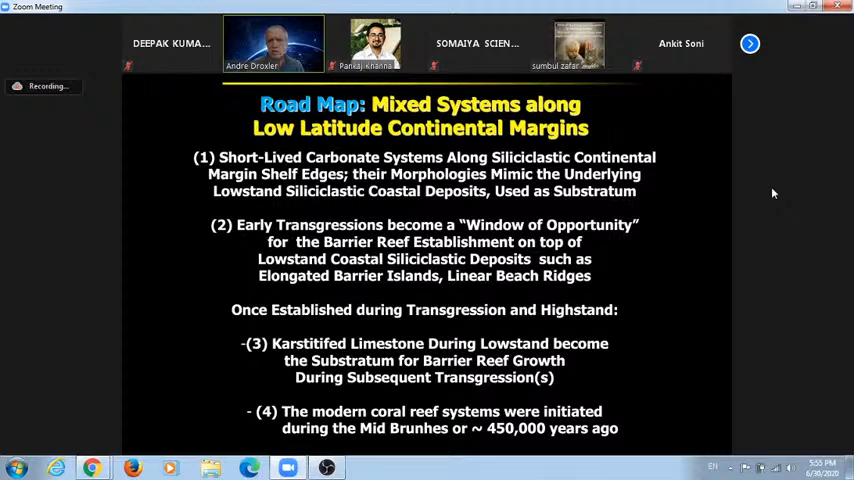 Zoom Meeting
DEEPAK KUMA...
Andre Droxler
Pankaj Khanna
SOMAIYA SCIEN...
sumbul zafar
Ankit Soni
Recording...
Road Map: Mixed Systems along
Low Latitude Continental Margins
(1) Short-Lived Carbonate Systems Along Siliciclastic Continental
Margin Shelf Edges; their Morphologies Mimic the Underlying
Lowstand Siliciclastic Coastal Deposits, Used as Substratum
(2) Early Transgressions become a “Window of Opportunity”
for the Barrier Reef Establishment on top of
Lowstand Coastal Siliciclastic Deposits such as
Elongated Barrier Islands, Linear Beach Ridges
Once Established during Transgression and Highstand:
-(3) Karstitifed Limestone During Lowstand become
the Substratum for Barrier Reef Growth
During Subsequent Transgression(s)
- (4) The modern coral reef systems were initiated
during the Mid Brunhes or ~ 450,000 years ago
EN
5:55 PM
6/30/2020